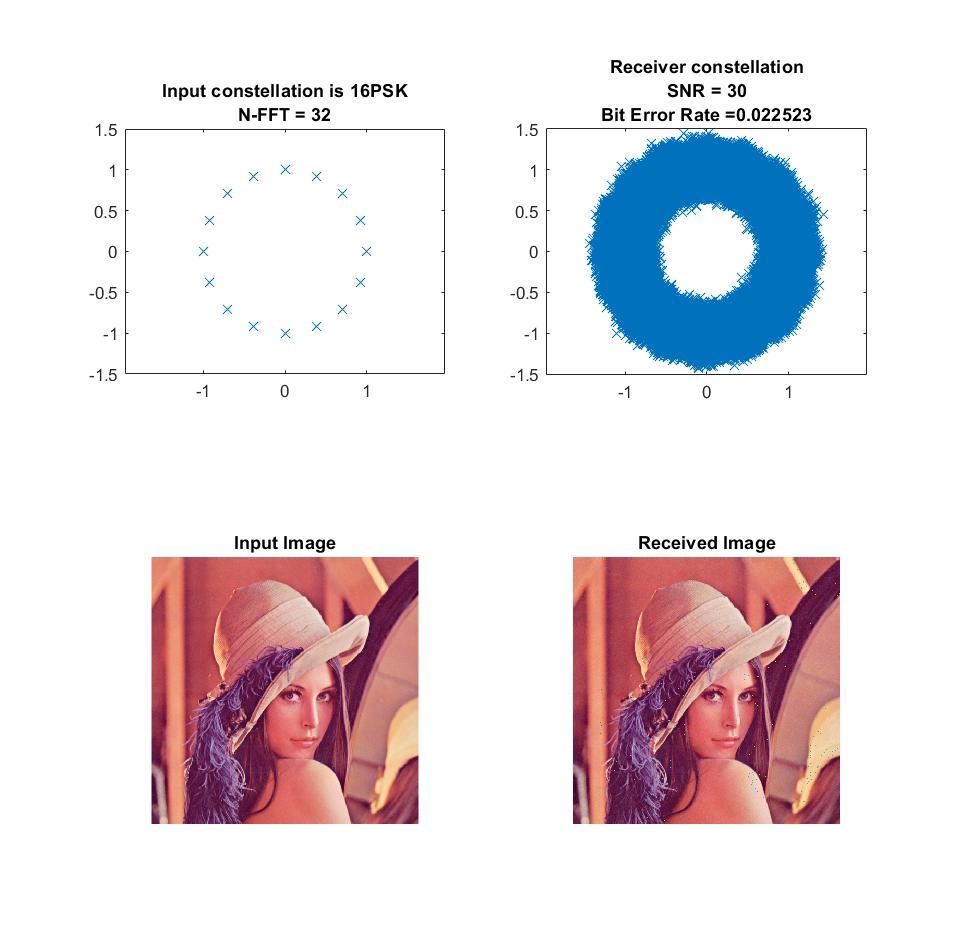 Input constellation is 16PSK
N-FFT = 32
1.5
1
0.5
0
-0.5
-1
-1.5
-1
0
1
Receiver constellation
SNR = 30
Bit Error Rate =0.022523
1.5
1
0.5
0
-0.5
-1
-1.5
-1
0
1
Input Image
Received Image